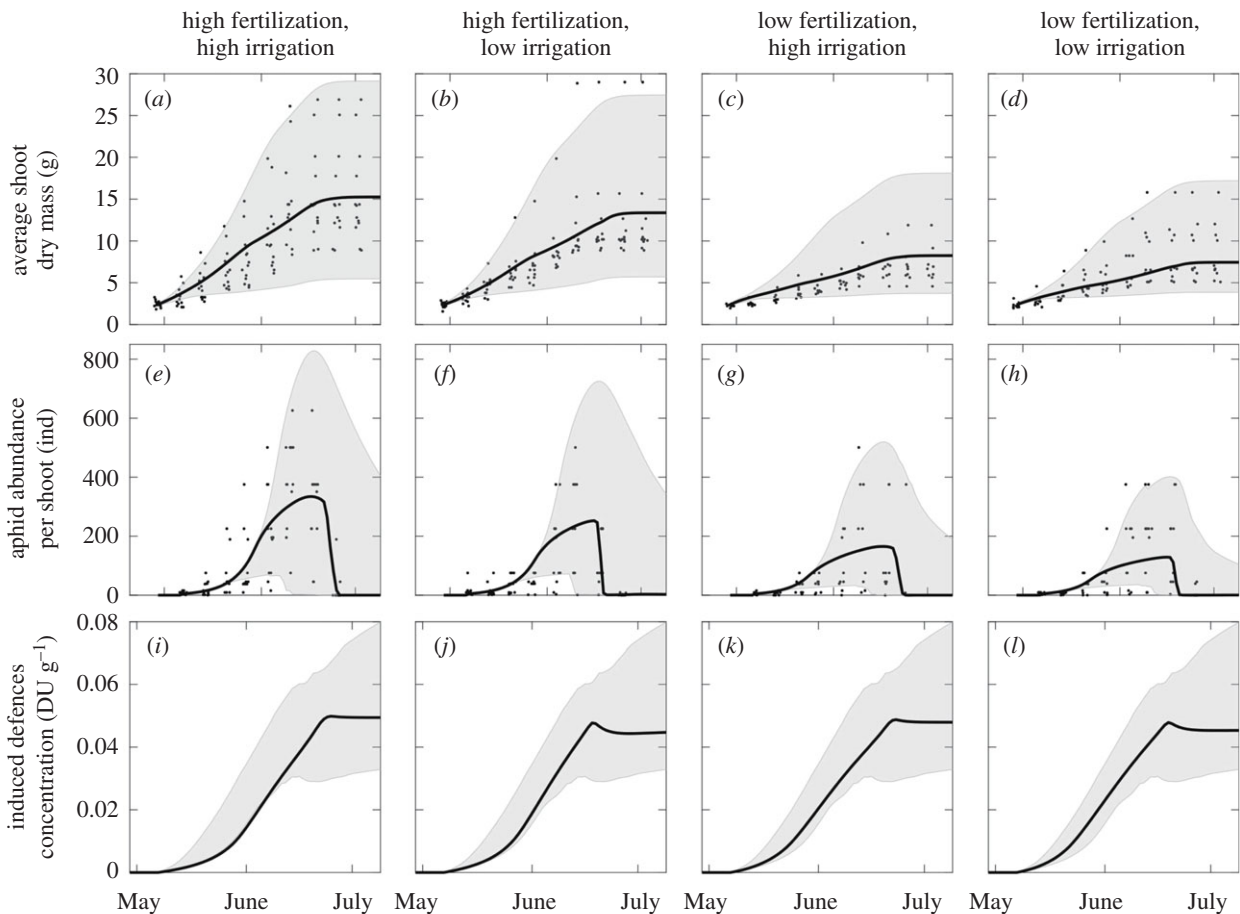 high fertilization,
high irrigation
high fertilization,
low irrigation
low fertilization,
high irrigation
low fertilization,
low irrigation
average shoot
dry mass (g)
30
25
20
15
10
5
0
(a)
(b)
(c)
(d)
aphid abundance
per shoot (ind)
800
600
400
200
0
(e)
(f)
(g)
(h)
induced defences
concentration (DU g⁻¹)
0.08
0.06
0.04
0.02
0
(i)
(j)
(k)
(l)
May June July
May June July
May June July
May June July